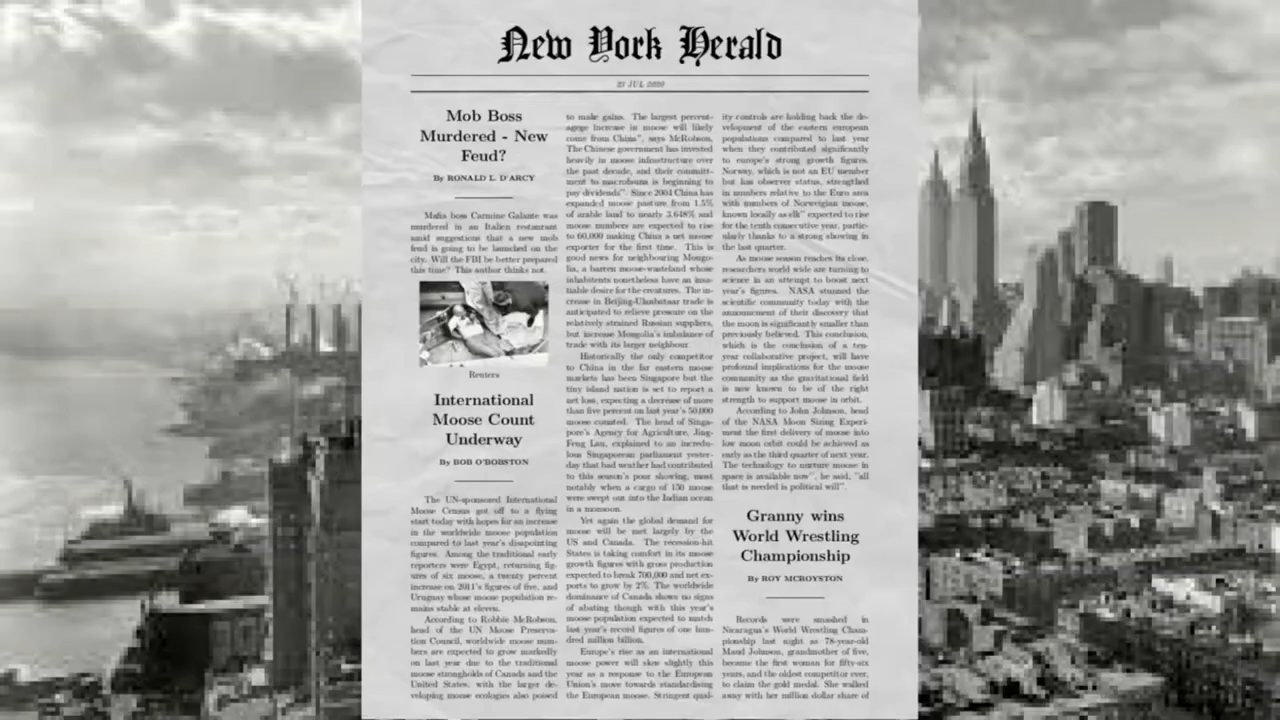 New York Herald
Mob Boss
Murdered - New
Feud?
By RONALD L. D'ARCY
Mafia boss Carmine Galante was
murdered in an Italien restaurant
amid suggestions that a new mob
feud is going to be launched on the
city. Will the FBI be better prepared
this time? This author thinks not.
Reuters
International
Moose Count
Underway
By BOB O'BOBSTON
The UN-sponsored International
Moose Census got off to a flying
start today with hopes for an increase
in the worldwide moose population
compared to last year's disapointing
figures. Among the traditional early
reporters were Egypt, returning fig-
ures of six moose, a twenty percent
increase on 2011's figures of five, and
Uruguay whose moose population re-
mains stable at eleven.
According to Robbie McRobson,
head of the UN Moose Preserva-
tion Council, worldwide moose num-
bers are expected to grow markedly
on last year due to the traditional
moose strongholds of Canada and the
United States, with the larger de-
veloping moose ecologies also poised
to make gains. The largest percent-
agege increase in moose will likely
come from China", says McRobson,
The Chinese government has invested
heavily in moose infrastructure over
the past decade, and their committ-
ment to macrofauna is beginning to
pay dividends". Since 2004 China has
expanded moose pasture from 1.5%
of arable land to nearly 3.648% and
moose numbers are expected to rise
to 60,000 making China a net moose
exporter for the first time. This is
good news for neighbouring Mongo-
lia, a barren moose-wasteland whose
inhabitents nonetheless have an insa-
tiable desire for the creatures. The in-
crease in Beijing-Ulanbataar trade is
anticipated to relieve pressure on the
relatively strained Russian suppliers,
but increase Mongolia's imbalance of
trade with its larger neighbour.
Historically the only competitor
to China in the far eastern moose
markets has been Singapore but the
tiny island nation is set to report a
net loss, expecting a decrease of more
than five percent on last year's 50,000
moose counted. The head of Singa-
pore's Agency for Agriculture, Jing-
Feng Lau, explained to an incredu-
lous Singaporean parliament yester-
day that bad weather had contributed
to this season's poor showing, most
notably when a cargo of 150 moose
were swept out into the Indian ocean
in a monsoon.
Yet again the global demand for
moose will be met largely by the
US and Canada. The recession-hit
States is taking comfort in its moose
growth figures with gross production
expected to break 700,000 and net ex-
ports to grow by 2%. The worldwide
dominance of Canada shows no signs
of abating though with this year's
moose population expected to match
last year's record figures of one hun-
dred million billion.
Europe's rise as an international
moose power will slow slightly this
year as a response to the European
Union's move towards standardising
the European moose. Stringent qual-
ity controls are holding back the de-
velopment of the eastern european
populations compared to last year
when they contributed significantly
to europe's strong growth figures.
Norway, which is not an EU member
but has observer status, strengthed
in numbers relative to the Euro area
with numbers of Norweigian moose,
known locally as elk" expected to rise
for the tenth consecutive year, partic-
ularly thanks to a strong showing in
the last quarter.
As moose season reaches its close,
researchers world wide are turning to
science in an attempt to boost next
year's figures. NASA stunned the
scientific community today with the
announcement of their discovery that
the moon is significantly smaller than
previously believed. This conclusion,
which is the conclusion of a ten-
year collaborative project, will have
profound implications for the moose
community as the gravitational field
is now known to be of the right
strength to support moose in orbit.
According to John Johnson, head
of the NASA Moon Sizing Experi-
ment the first delivery of moose into
low moon orbit could be achieved as
early as the third quarter of next year.
The technology to nurture moose in
space is available now", he said, "all
that is needed is political will".
Granny wins
World Wrestling
Championship
By ROY MCROYSTON
Records were smashed in
Nicaragua's World Wrestling Cham-
pionship last night as 78-year-old
Maud Johnson, grandmother of five,
became the first woman for fifty-six
years, and the oldest competitor ever,
to claim the gold medal. She walked
away with her million dollar share of